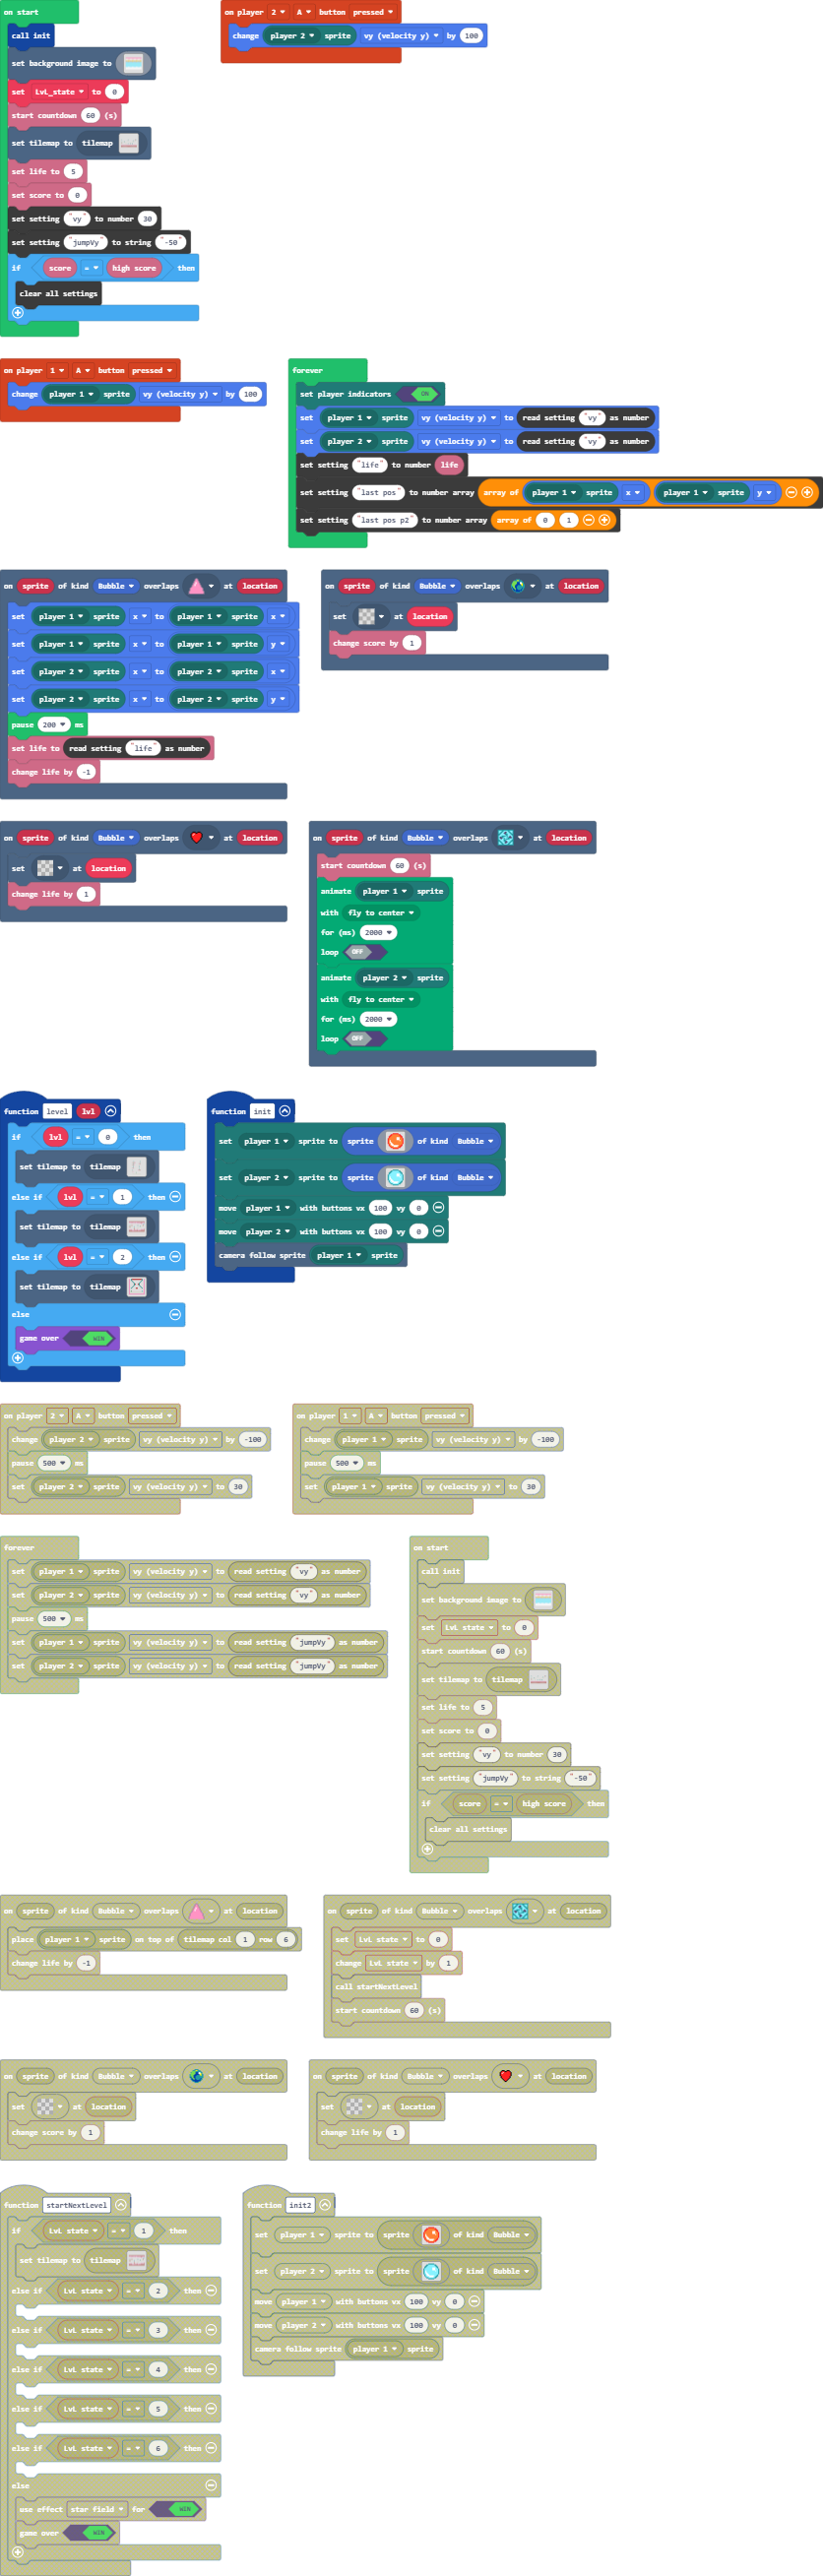 on start
call init
set background image to
set LvL_state to 0
start countdown 60 (s)
set tilemap to tilemap
set life to 5
set score to 0
set setting "vy" to number 30
set setting "jumpVy" to string "-50"
if score = high score then
clear all settings
on player 2 A button pressed
change player 2 sprite vy (velocity y) by 100
on player 1 A button pressed
change player 1 sprite vy (velocity y) by 100
forever
set player indicators ON
set player 1 sprite vy (velocity y) to read setting "vy" as number
set player 2 sprite vy (velocity y) to read setting "vy" as number
set setting "life" to number life
set setting "last pos" to number array array of player 1 sprite x player 1 sprite y
set setting "last pos p2" to number array array of 0 1
on sprite of kind Bubble overlaps at location
set player 1 sprite x to player 1 sprite x
set player 1 sprite x to player 1 sprite y
set player 2 sprite x to player 2 sprite x
set player 2 sprite x to player 2 sprite y
pause 200 ms
set life to read setting "life" as number
change life by -1
on sprite of kind Bubble overlaps at location
set at location
change score by 1
on sprite of kind Bubble overlaps at location
set at location
change life by 1
on sprite of kind Bubble overlaps at location
start countdown 60 (s)
animate player 1 sprite
with fly to center
for (ms) 2000
loop OFF
animate player 2 sprite
with fly to center
for (ms) 2000
loop OFF
function level lvl
if lvl = 0 then
set tilemap to tilemap
else if lvl = 1 then
set tilemap to tilemap
else if lvl = 2 then
set tilemap to tilemap
else
game over WIN
function init
set player 1 sprite to sprite of kind Bubble
set player 2 sprite to sprite of kind Bubble
move player 1 with buttons vx 100 vy 0
move player 2 with buttons vx 100 vy 0
camera follow sprite player 1 sprite
on player 2 A button pressed
change player 2 sprite vy (velocity y) by -100
pause 500 ms
set player 2 sprite vy (velocity y) to 30
on player 1 A button pressed
change player 1 sprite vy (velocity y) by -100
pause 500 ms
set player 1 sprite vy (velocity y) to 30
forever
set player 1 sprite vy (velocity y) to read setting "vy" as number
set player 2 sprite vy (velocity y) to read setting "vy" as number
pause 500 ms
set player 1 sprite vy (velocity y) to read setting "jumpVy" as number
set player 2 sprite vy (velocity y) to read setting "jumpVy" as number
on start
call init
set background image to
set LvL state to 0
start countdown 60 (s)
set tilemap to tilemap
set life to 5
set score to 0
set setting "vy" to number 30
set setting "jumpVy" to string "-50"
if score = high score then
clear all settings
on sprite of kind Bubble overlaps at location
place player 1 sprite on top of tilemap col 1 row 6
change life by -1
on sprite of kind Bubble overlaps at location
set LvL state to 0
change LvL state by 1
call startNextLevel
start countdown 60 (s)
on sprite of kind Bubble overlaps at location
set at location
change score by 1
on sprite of kind Bubble overlaps at location
set at location
change life by 1
function startNextLevel
if LvL state = 1 then
set tilemap to tilemap
else if LvL state = 2 then
else if LvL state = 3 then
else if LvL state = 4 then
else if LvL state = 5 then
else if LvL state = 6 then
else
use effect star field for WIN
game over WIN
function init2
set player 1 sprite to sprite of kind Bubble
set player 2 sprite to sprite of kind Bubble
move player 1 with buttons vx 100 vy 0
move player 2 with buttons vx 100 vy 0
camera follow sprite player 1 sprite